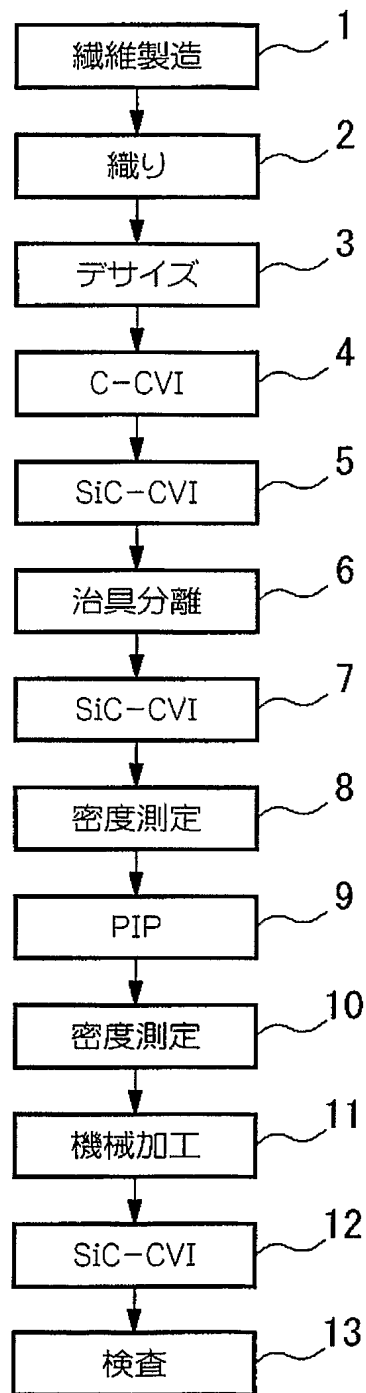 1
繊維製造
2
織り
3
デサイズ
4
C-CVI
5
SiC-CVI
6
治具分離
7
SiC-CVI
8
密度測定
9
PIP
10
密度測定
11
機械加工
12
SiC-CVI
13
検査